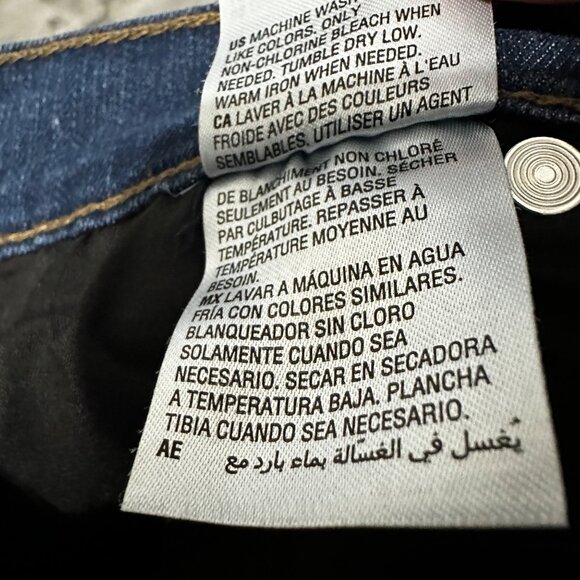 US MACHINE WASH
LIKE COLORS. ONLY
NON-CHLORINE BLEACH WHEN
NEEDED. TUMBLE DRY LOW.
WARM IRON WHEN NEEDED.
CA LAVER À LA MACHINE À L'EAU
FROIDE AVEC DES COULEURS
SEMBLABLES. UTILISER UN AGENT
DE BLANCHIMENT NON CHLORÉ
SEULEMENT AU BESOIN. SÉCHER
PAR CULBUTAGE À BASSE
TEMPÉRATURE. REPASSER À
TEMPÉRATURE MOYENNE AU
BESOIN.
MX LAVAR A MÁQUINA EN AGUA
FRÍA CON COLORES SIMILARES.
BLANQUEADOR SIN CLORO
SOLAMENTE CUANDO SEA
NECESARIO. SECAR EN SECADORA
A TEMPERATURA BAJA. PLANCHA
TIBIA CUANDO SEA NECESARIO.
AE يُغسل في الغسّالة بماء بارد مع